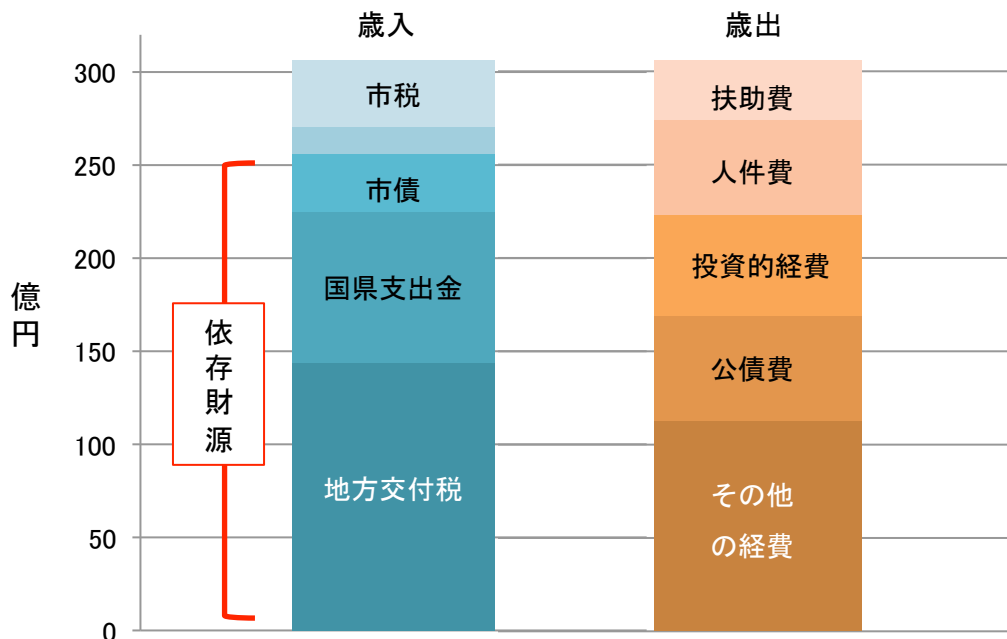 歳入
歳出
300
250
200
150
100
50
0
億円
依存財源
市税
市債
国県支出金
地方交付税
扶助費
人件費
投資的経費
公債費
その他
の経費